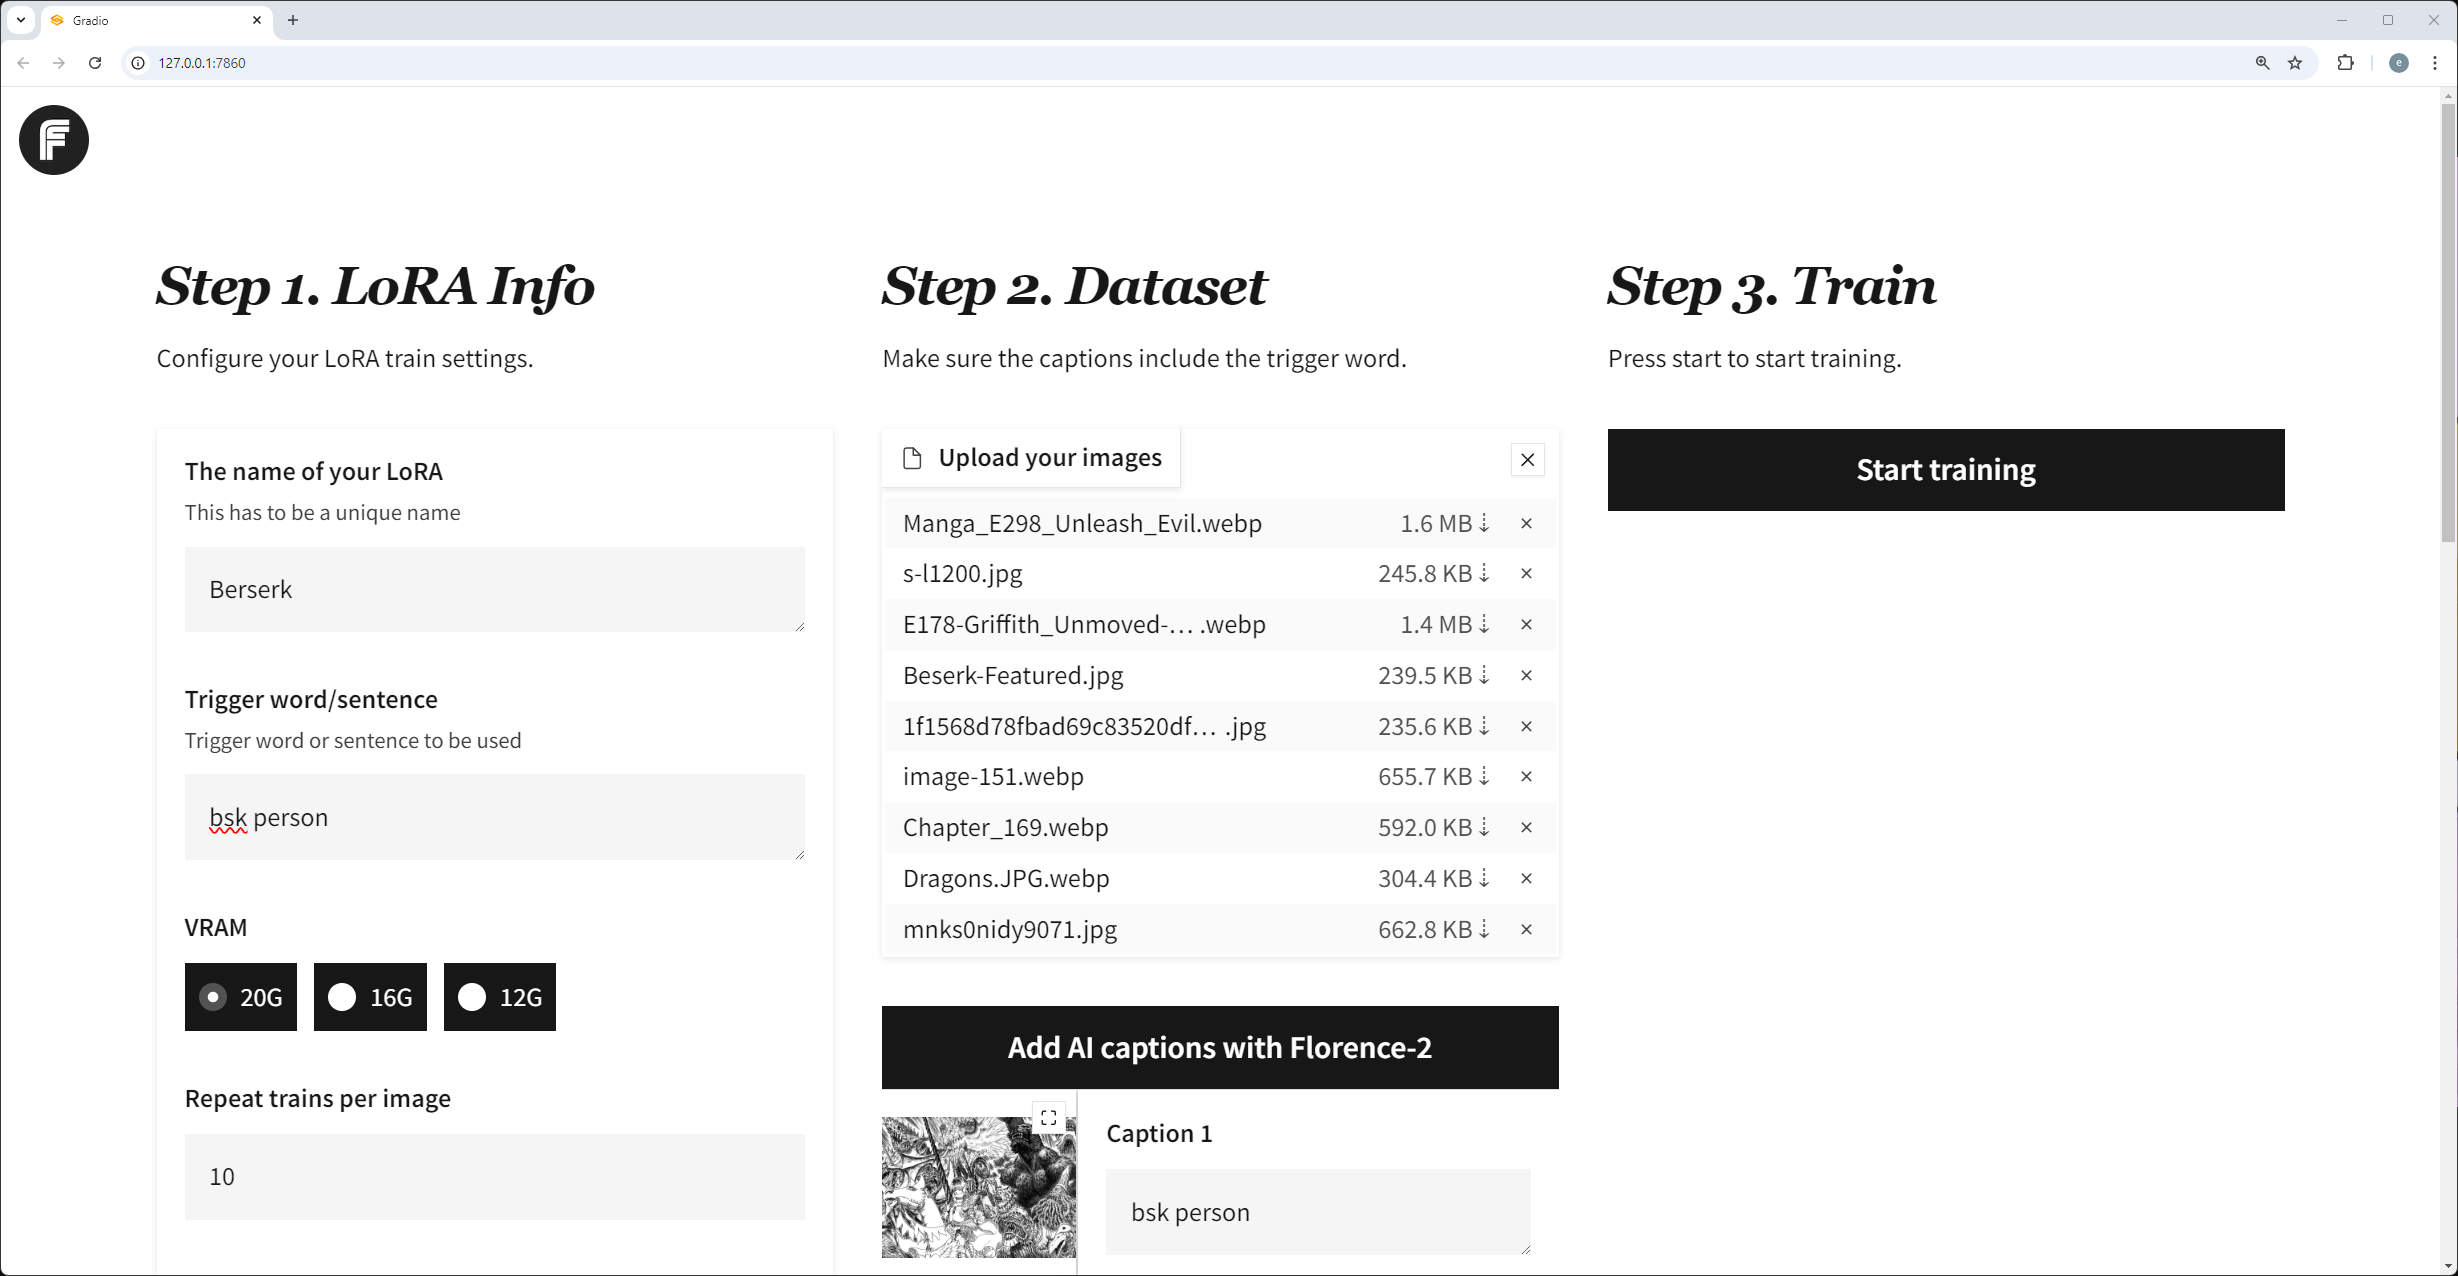 Gradio
127.0.0.1:7860
e
F
Step 1. LoRA Info
Configure your LoRA train settings.
The name of your LoRA
This has to be a unique name
Berserk
Trigger word/sentence
Trigger word or sentence to be used
bsk person
VRAM
20G 16G 12G
Repeat trains per image
10
Step 2. Dataset
Make sure the captions include the trigger word.
Upload your images
Manga_E298_Unleash_Evil.webp 1.6 MB⇣ ×
s-l1200.jpg 245.8 KB⇣ ×
E178-Griffith_Unmoved-… .webp 1.4 MB⇣ ×
Beserk-Featured.jpg 239.5 KB⇣ ×
1f1568d78fbad69c83520df… .jpg 235.6 KB⇣ ×
image-151.webp 655.7 KB⇣ ×
Chapter_169.webp 592.0 KB⇣ ×
Dragons.JPG.webp 304.4 KB⇣ ×
mnks0nidy9071.jpg 662.8 KB⇣ ×
Add AI captions with Florence-2
Caption 1
bsk person
Step 3. Train
Press start to start training.
Start training